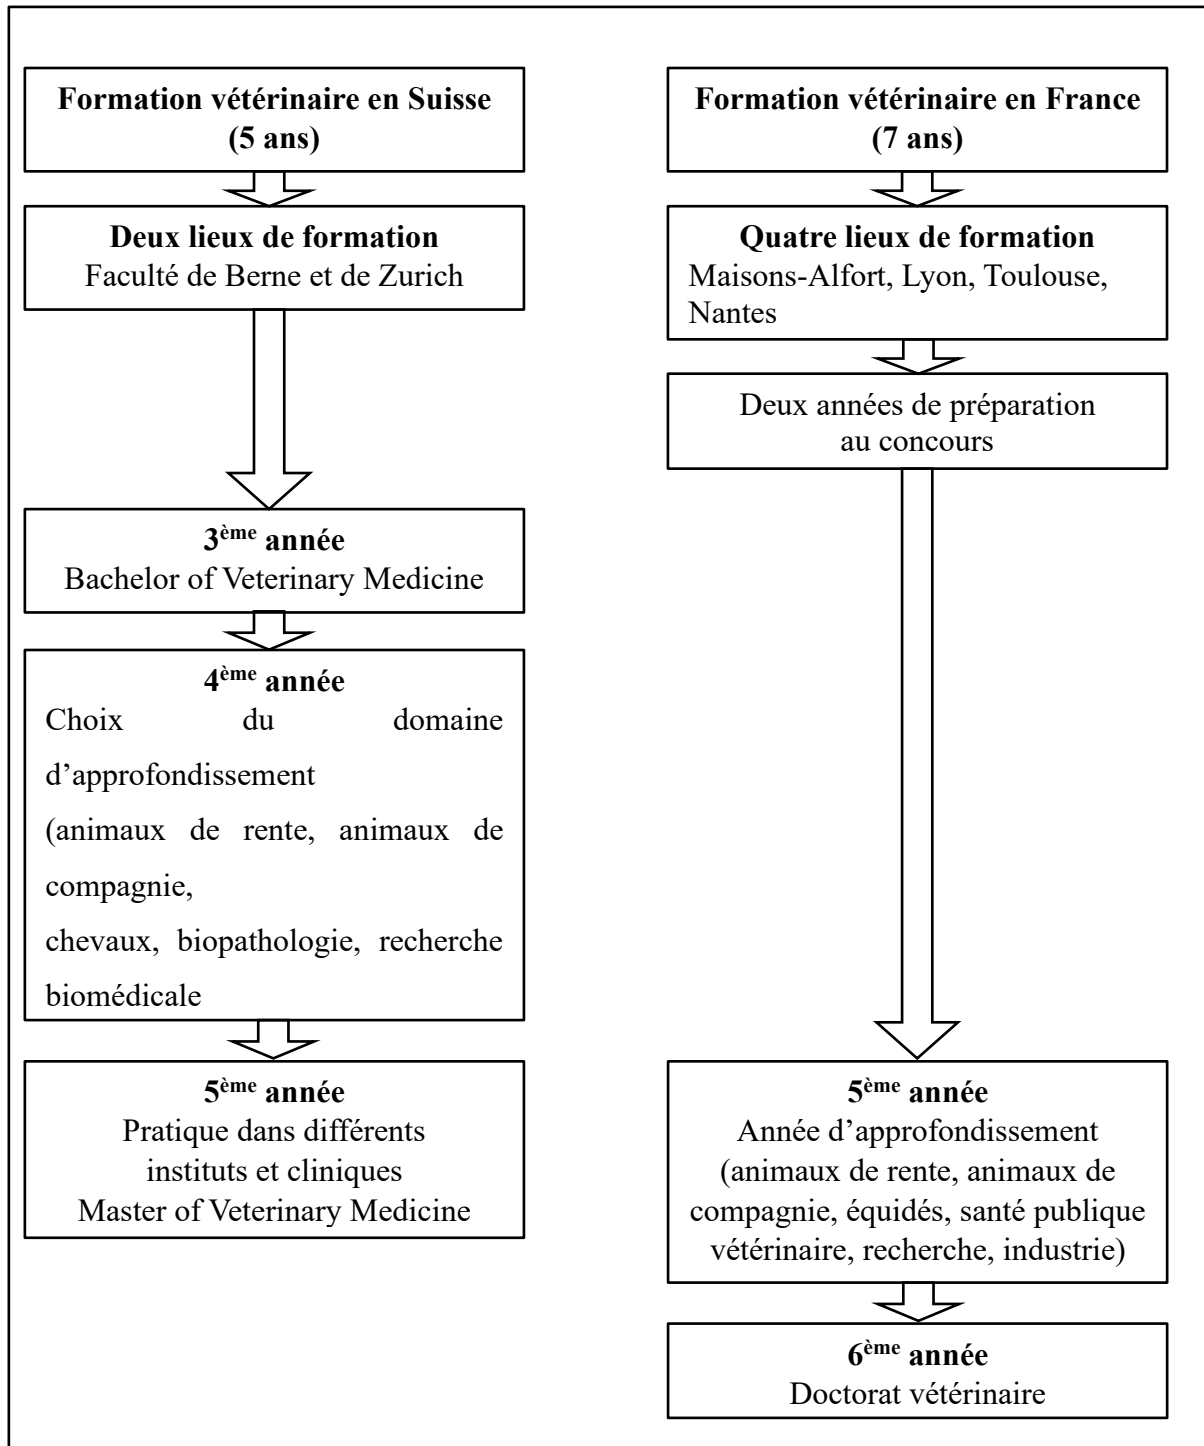 Formation vétérinaire en Suisse
(5 ans)
Deux lieux de formation
Faculté de Berne et de Zurich
3ème année
Bachelor of Veterinary Medicine
4ème année
Choix du domaine
d’approfondissement
(animaux de rente, animaux de
compagnie,
chevaux, biopathologie, recherche
biomédicale
5ème année
Pratique dans différents
instituts et cliniques
Master of Veterinary Medicine
Formation vétérinaire en France
(7 ans)
Quatre lieux de formation
Maisons-Alfort, Lyon, Toulouse,
Nantes
Deux années de préparation
au concours
5ème année
Année d’approfondissement
(animaux de rente, animaux de
compagnie, équidés, santé publique
vétérinaire, recherche, industrie)
6ème année
Doctorat vétérinaire